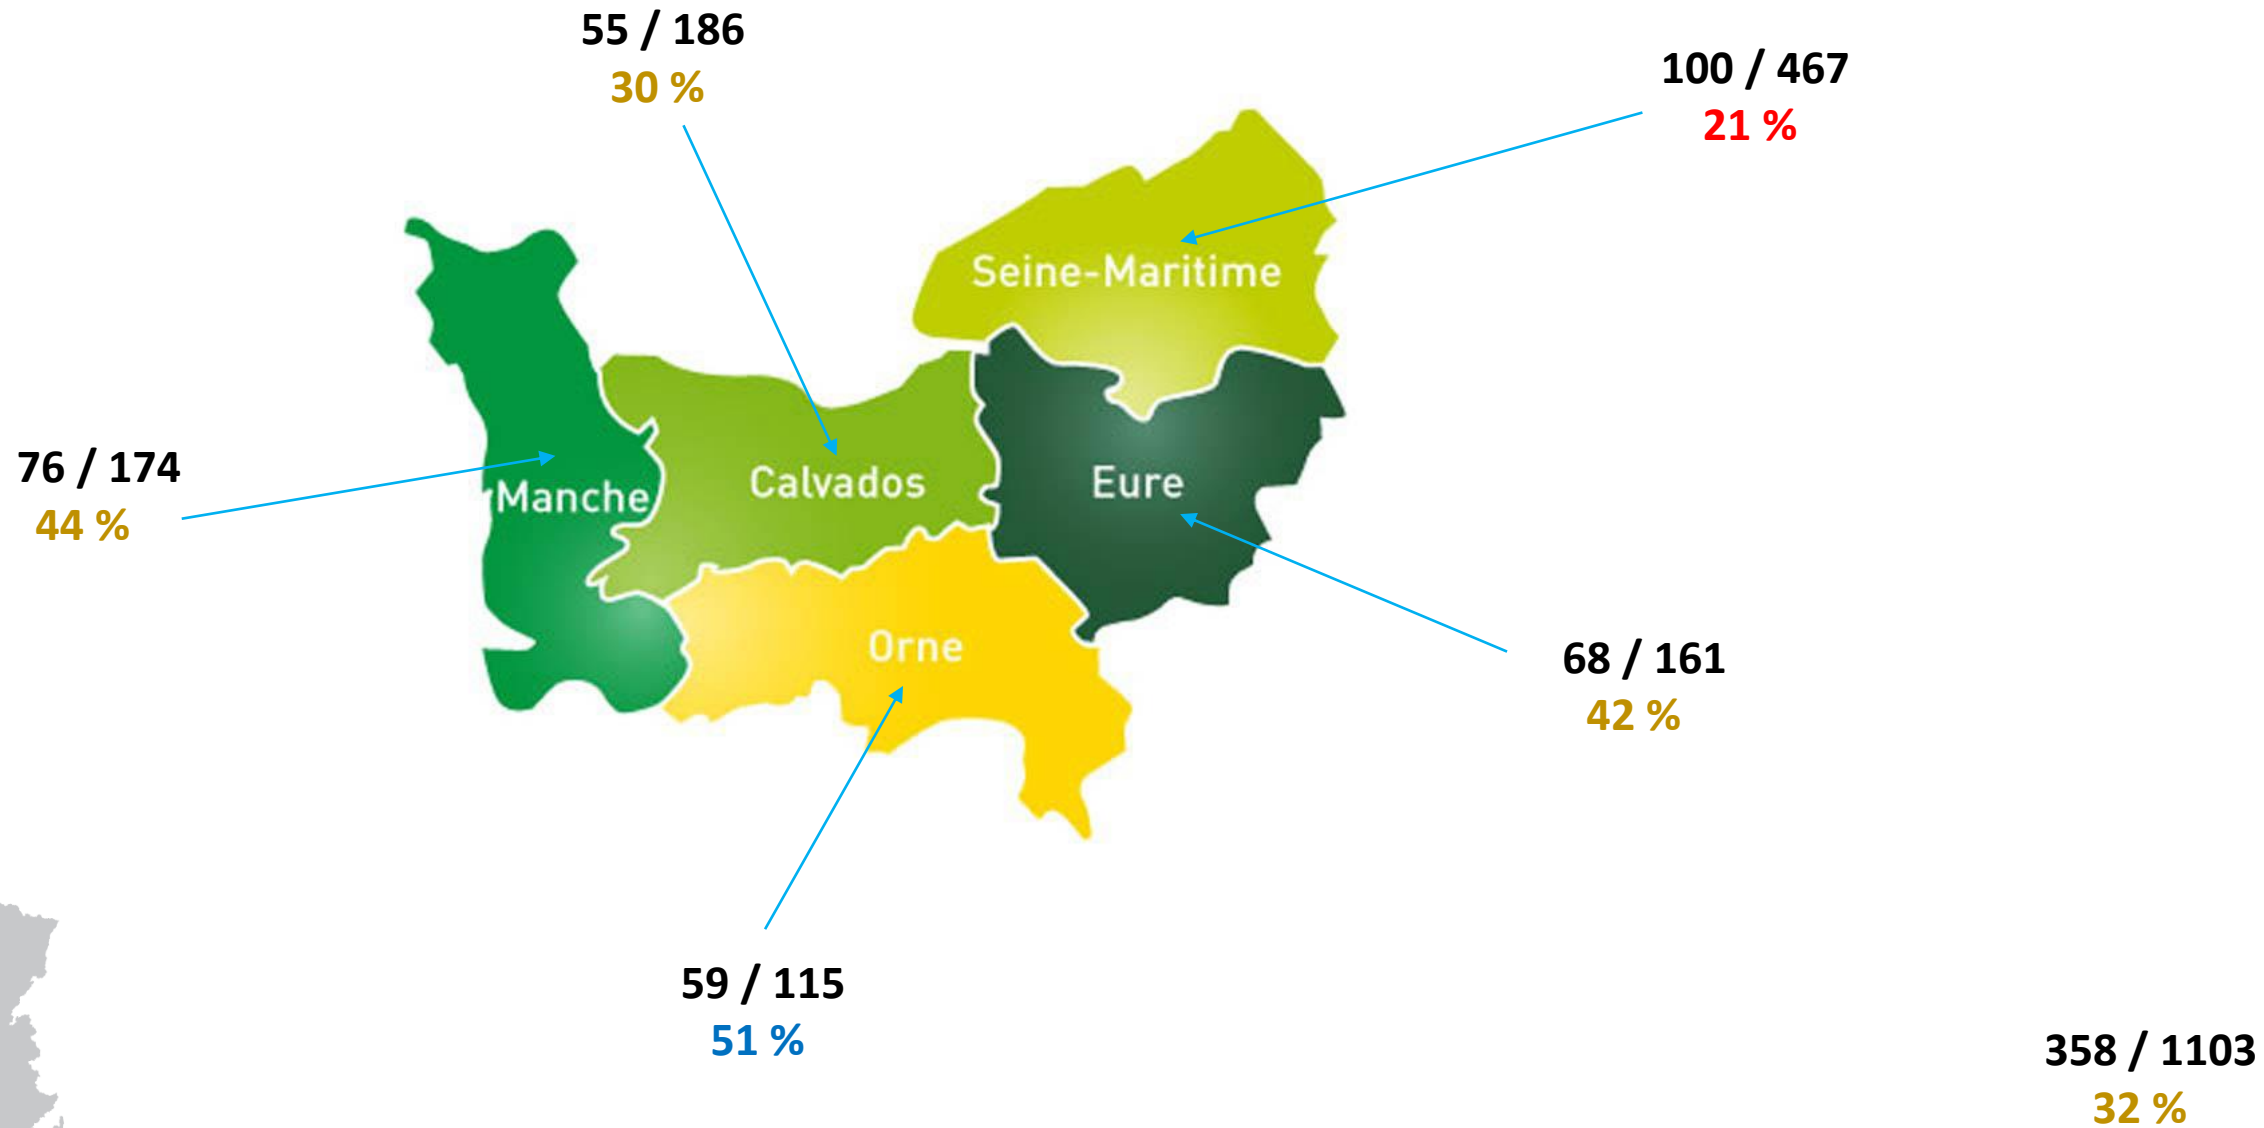 55 / 186
30 %
100 / 467
21 %
Seine-Maritime
76 / 174
44 %
Manche
Calvados
Eure
Orne
68 / 161
42 %
59 / 115
51 %
358 / 1103
32 %